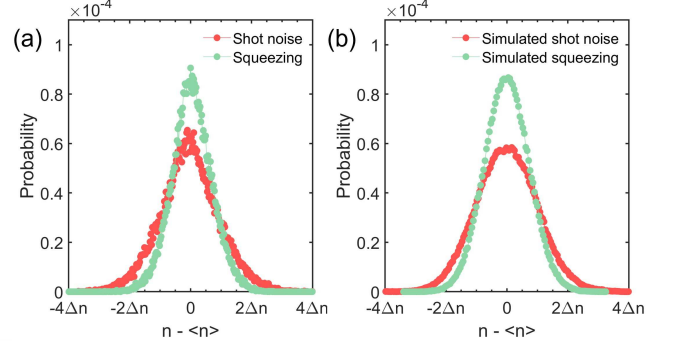 ×10⁻⁴
(a)
Shot noise
Squeezing
1
0.8
0.6
0.4
0.2
0
Probability
-4Δn -2Δn 0 2Δn 4Δn
n - <n>
×10⁻⁴
(b)
Simulated shot noise
Simulated squeezing
1
0.8
0.6
0.4
0.2
0
Probability
-4Δn -2Δn 0 2Δn 4Δn
n - <n>